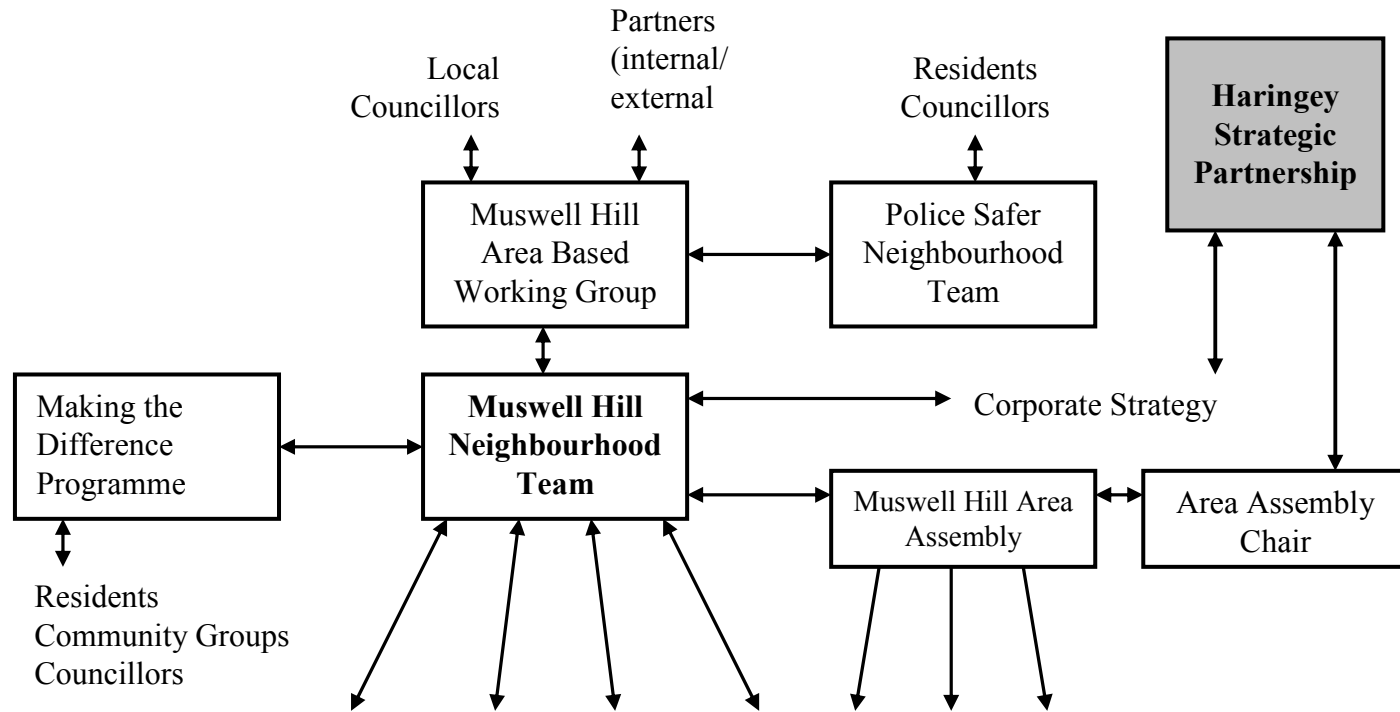 Partners
(internal/
external
Local
Councillors
Residents
Councillors
Haringey
Strategic
Partnership
Muswell Hill
Area Based
Working Group
Police Safer
Neighbourhood
Team
Making the
Difference
Programme
Muswell Hill
Neighbourhood
Team
Corporate Strategy
Muswell Hill Area
Assembly
Area Assembly
Chair
Residents
Community Groups
Councillors